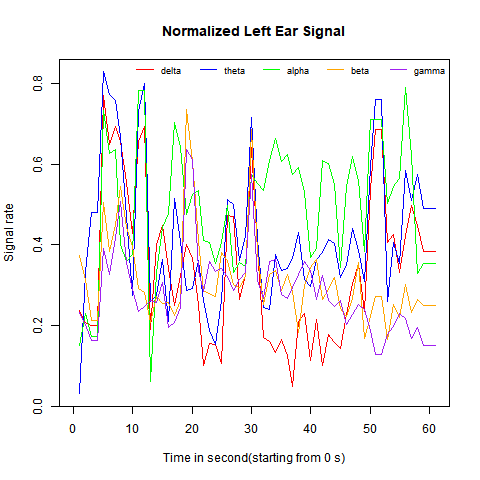 Normalized Left Ear Signal
delta theta alpha beta gamma
Signal rate
0.8
0.6
0.4
0.2
0.0
0 10 20 30 40 50 60
Time in second(starting from 0 s)